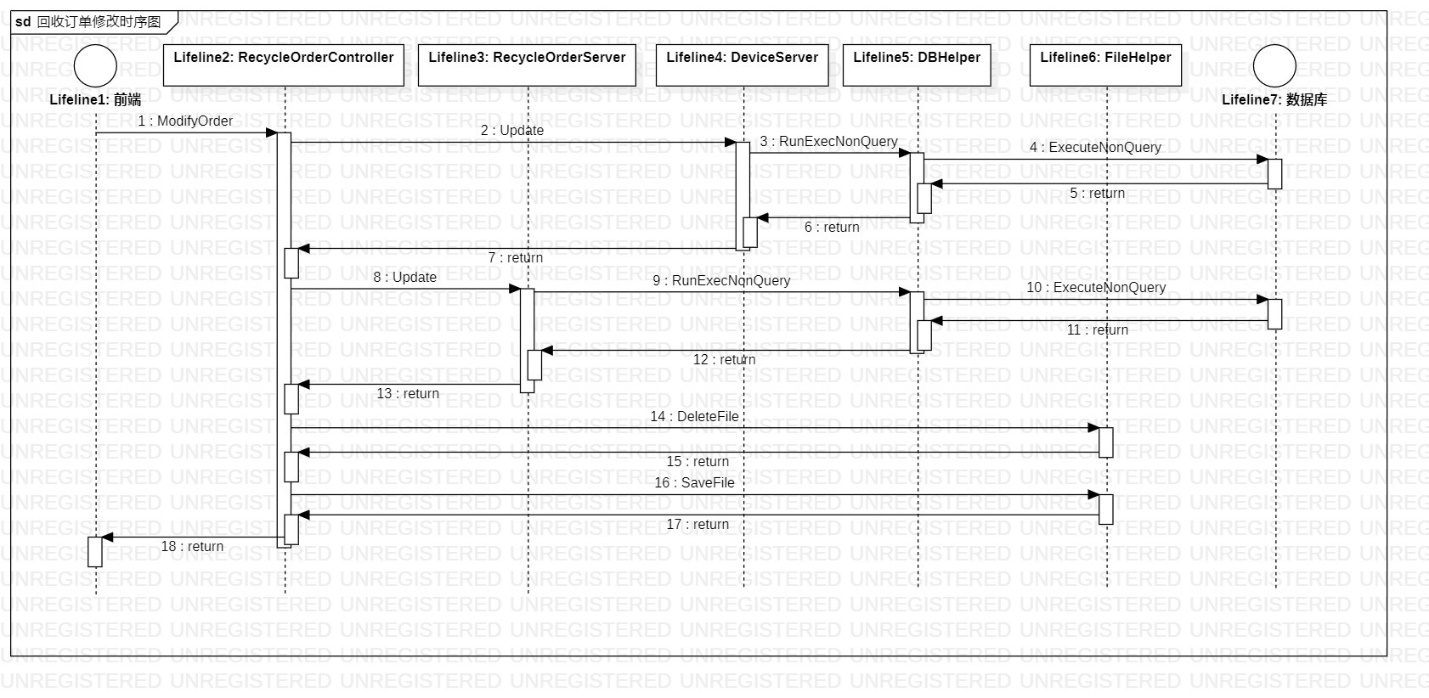 sd 回收订单修改时序图
Lifeline1: 前端
Lifeline2: RecycleOrderController
Lifeline3: RecycleOrderServer
Lifeline4: DeviceServer
Lifeline5: DBHelper
Lifeline6: FileHelper
Lifeline7: 数据库
1 : ModifyOrder
2 : Update
3 : RunExecNonQuery
4 : ExecuteNonQuery
5 : return
6 : return
7 : return
8 : Update
9 : RunExecNonQuery
10 : ExecuteNonQuery
11 : return
12 : return
13 : return
14 : DeleteFile
15 : return
16 : SaveFile
17 : return
18 : return
UNREGISTERED